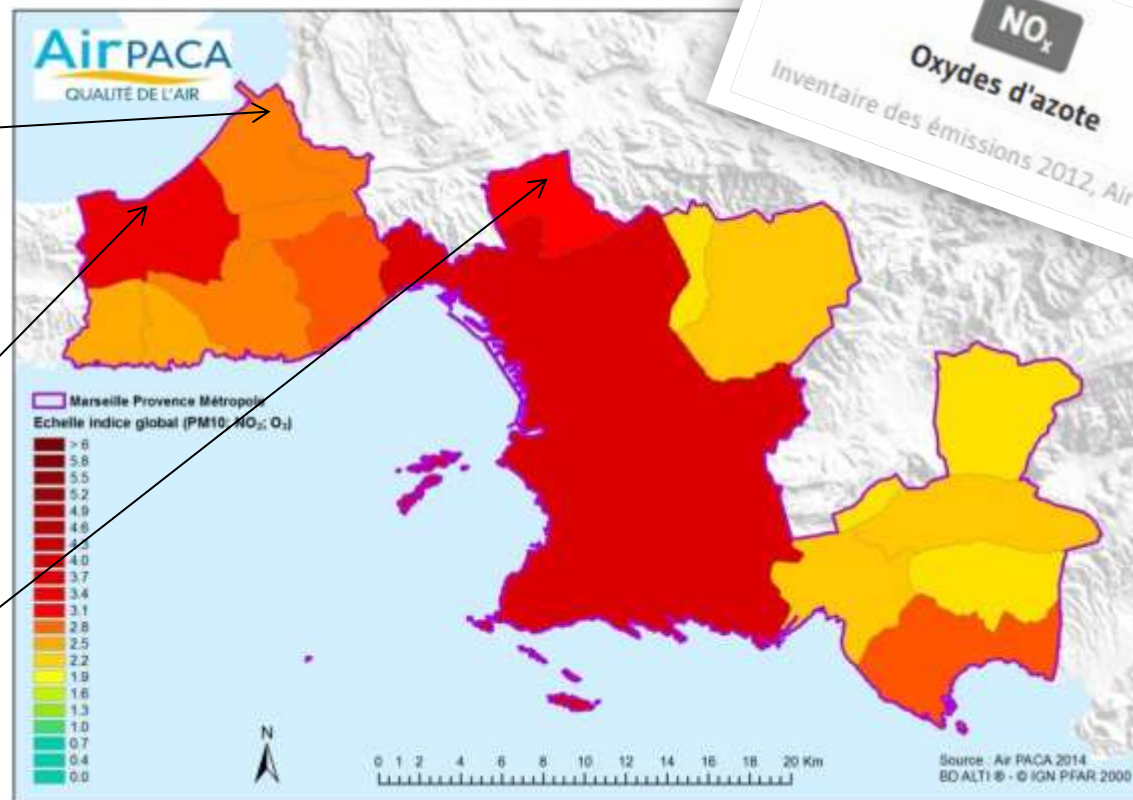 AirPACA
QUALITÉ DE L'AIR
NOx
Oxydes d'azote
Inventaire des émissions 2012, Air
Marseille Provence Métropole
Echelle indice global (PM10; NO2; O3)
> 6
5.8
5.5
5.2
4.9
4.6
4.3
4.0
3.7
3.4
3.1
2.8
2.5
2.2
1.9
1.6
1.3
1.0
0.7
0.4
0.0
N
0 1 2 4 6 8 10 12 14 16 18 20 Km
Source : Air PACA 2014
BD ALTI ® - © IGN PFAR 2000